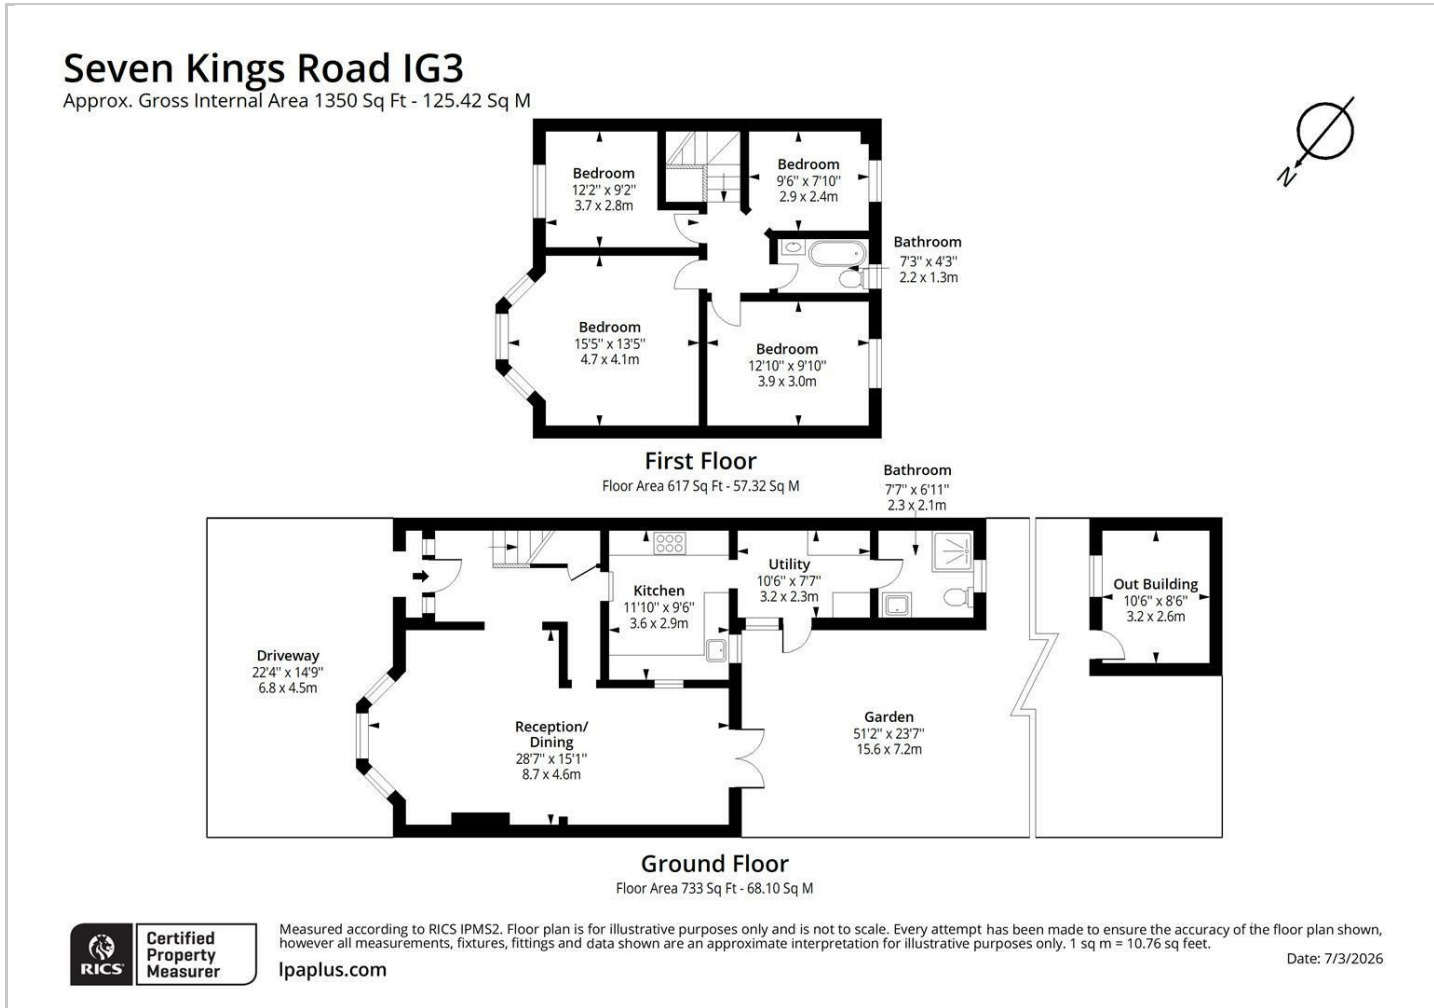 Seven Kings Road IG3
Approx. Gross Internal Area 1350 Sq Ft - 125.42 Sq M
N
Bedroom
12'2'' x 9'2''
3.7 x 2.8m
Bedroom
9'6'' x 7'10''
2.9 x 2.4m
Bathroom
7'3'' x 4'3''
2.2 x 1.3m
Bedroom
15'5'' x 13'5''
4.7 x 4.1m
Bedroom
12'10'' x 9'10''
3.9 x 3.0m
First Floor
Floor Area 617 Sq Ft - 57.32 Sq M
Bathroom
7'7'' x 6'11''
2.3 x 2.1m
Kitchen
11'10'' x 9'6''
3.6 x 2.9m
Utility
10'6'' x 7'7''
3.2 x 2.3m
Out Building
10'6'' x 8'6''
3.2 x 2.6m
Driveway
22'4'' x 14'9''
6.8 x 4.5m
Reception/
Dining
28'7'' x 15'1''
8.7 x 4.6m
Garden
51'2'' x 23'7''
15.6 x 7.2m
Ground Floor
Floor Area 733 Sq Ft - 68.10 Sq M
RICS
Certified
Property
Measurer
Measured according to RICS IPMS2. Floor plan is for illustrative purposes only and is not to scale. Every attempt has been made to ensure the accuracy of the floor plan shown,
however all measurements, fixtures, fittings and data shown are an approximate interpretation for illustrative purposes only. 1 sq m = 10.76 sq feet.
lpaplus.com
Date: 7/3/2026